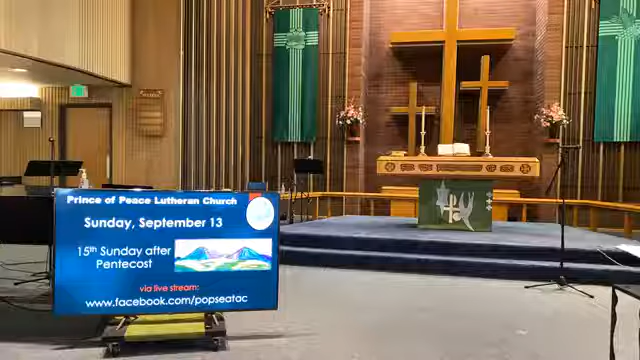 Prince of Peace Lutheran Church
Sunday, September 13
15th Sunday after
Pentecost
via live stream:
www.facebook.com/popseatac